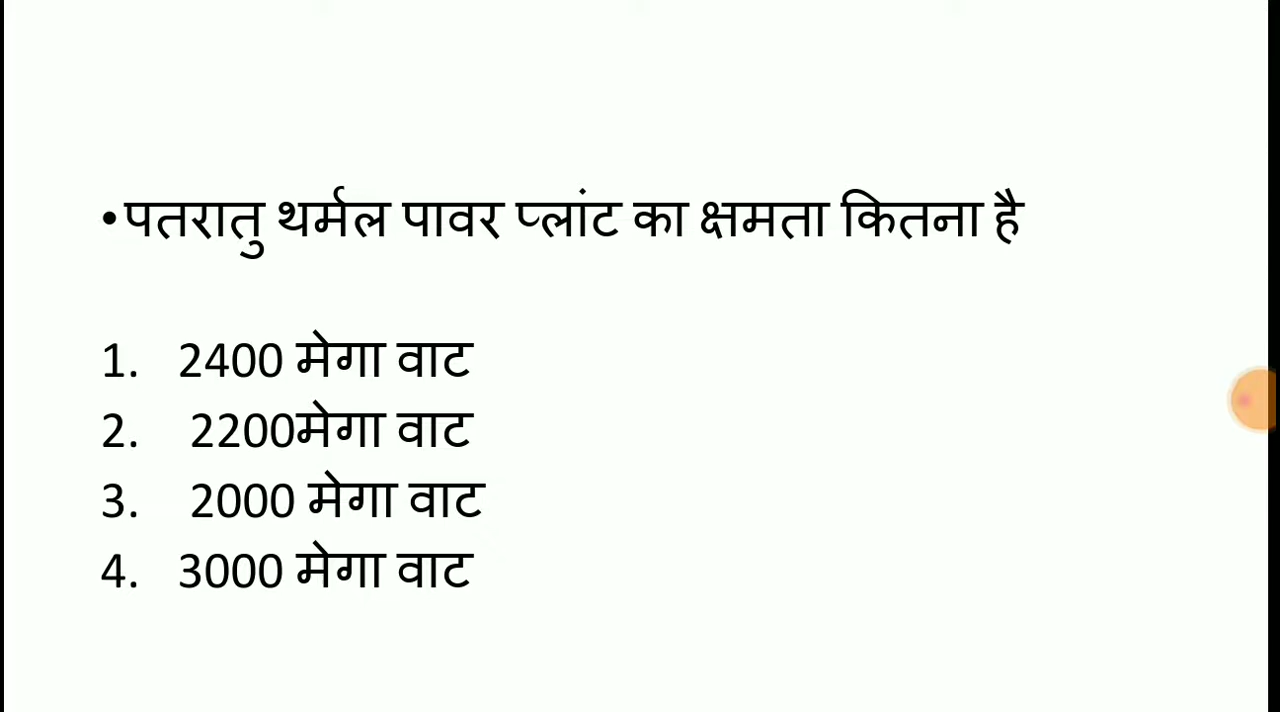 •पतरातु थर्मल पावर प्लांट का क्षमता कितना है
1. 2400 मेगा वाट
2. 2200मेगा वाट
3. 2000 मेगा वाट
4. 3000 मेगा वाट